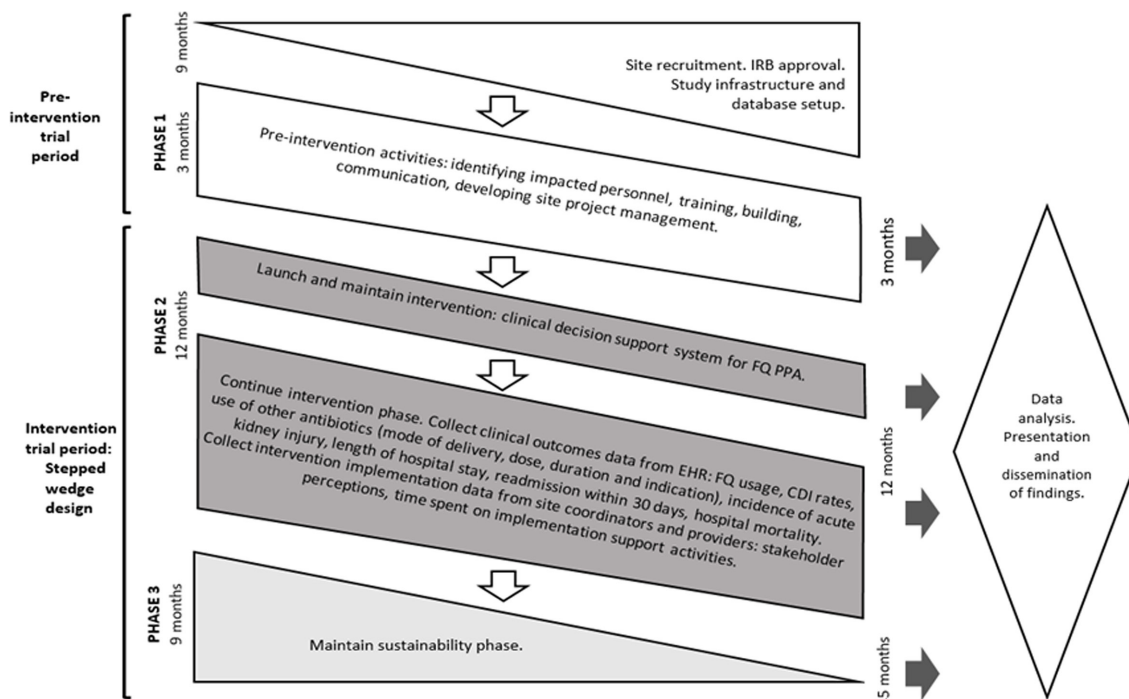 Pre-
intervention
trial
period
9 months
PHASE 1
3 months
Site recruitment. IRB approval.
Study infrastructure and
database setup.
Pre-intervention activities: identifying impacted personnel, training, building,
communication, developing site project management.
3 months
Intervention
trial period:
Stepped
wedge
design
PHASE 2
12 months
Launch and maintain intervention: clinical decision support system for FQ PPA.
Continue intervention phase. Collect clinical outcomes data from EHR: FQ usage, CDI rates,
use of other antibiotics (mode of delivery, dose, duration and indication), incidence of acute
kidney injury, length of hospital stay, readmission within 30 days, hospital mortality.
Collect intervention implementation data from site coordinators and providers: stakeholder
perceptions, time spent on implementation support activities.
12 months
PHASE 3
9 months
Maintain sustainability phase.
5 months
Data
analysis.
Presentation
and
dissemination
of findings.